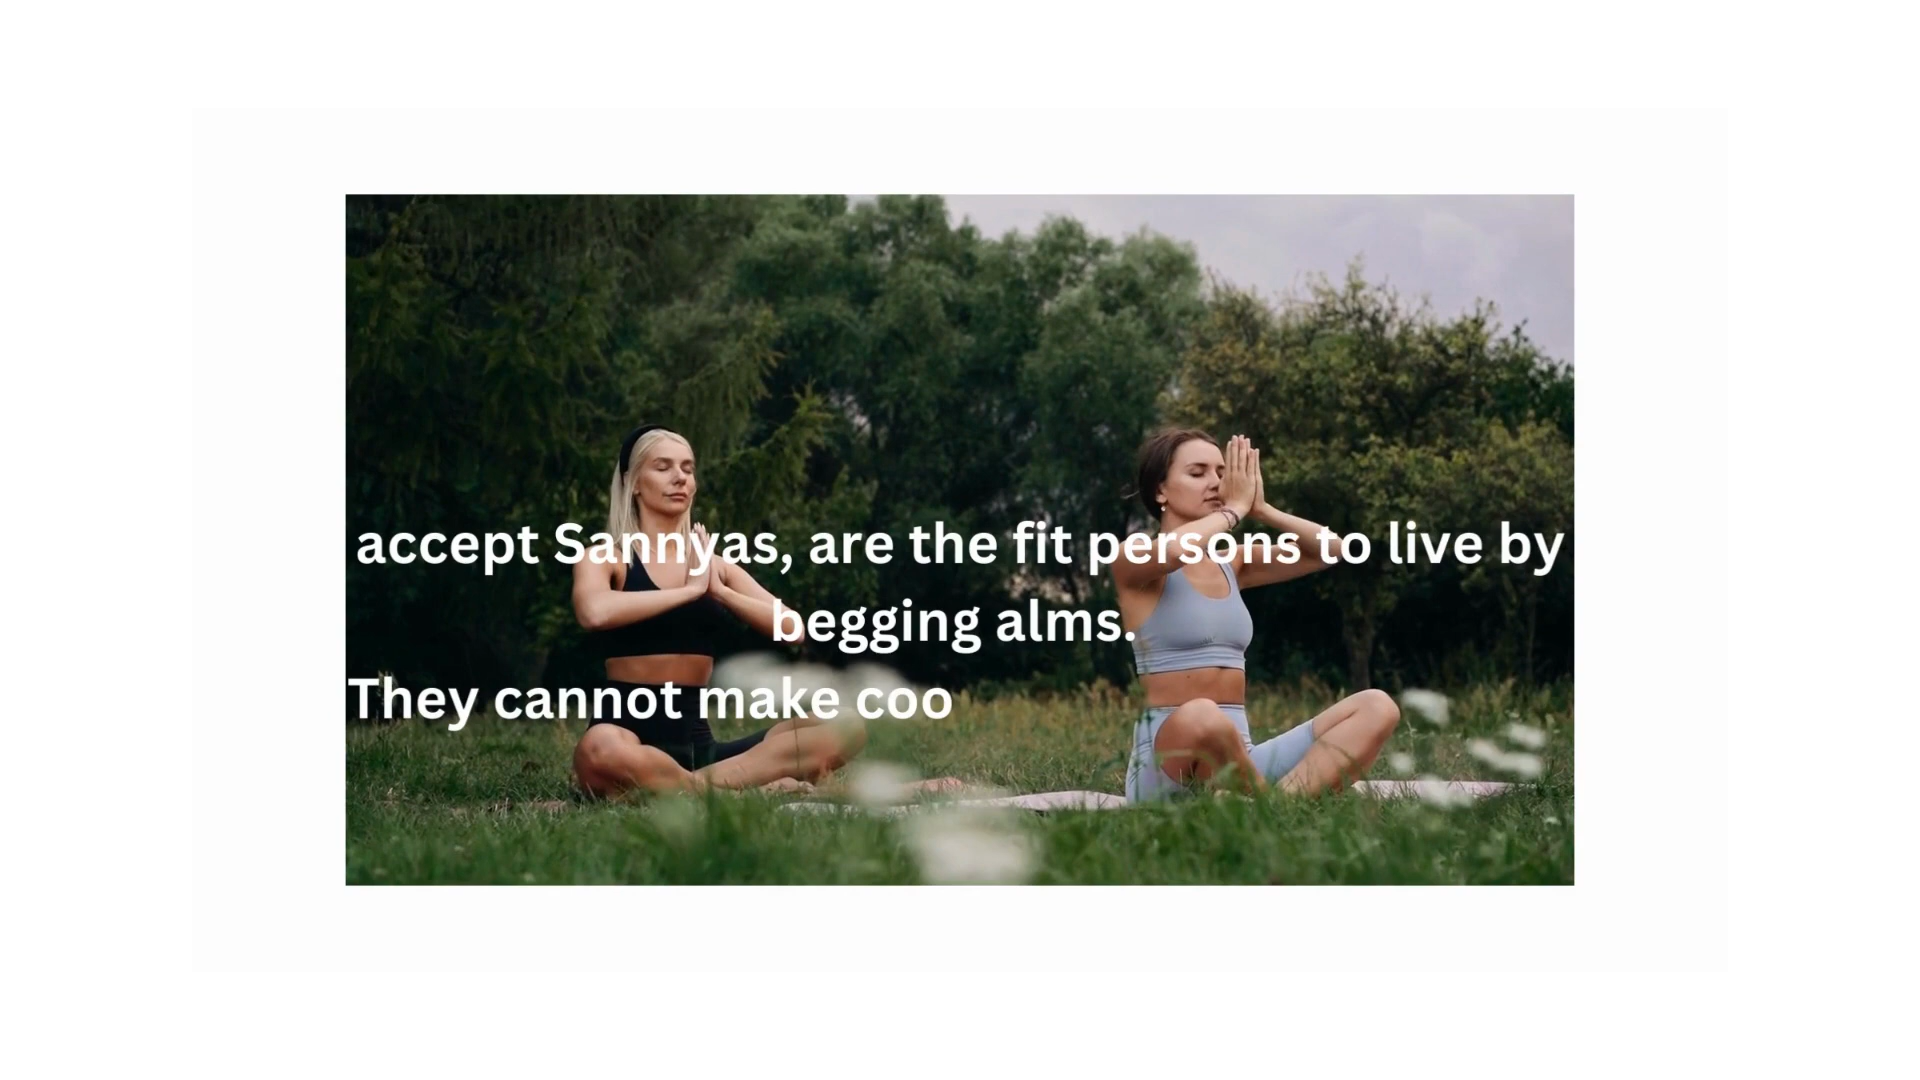 accept Sannyas, are the fit persons to live by
begging alms.
They cannot make coo